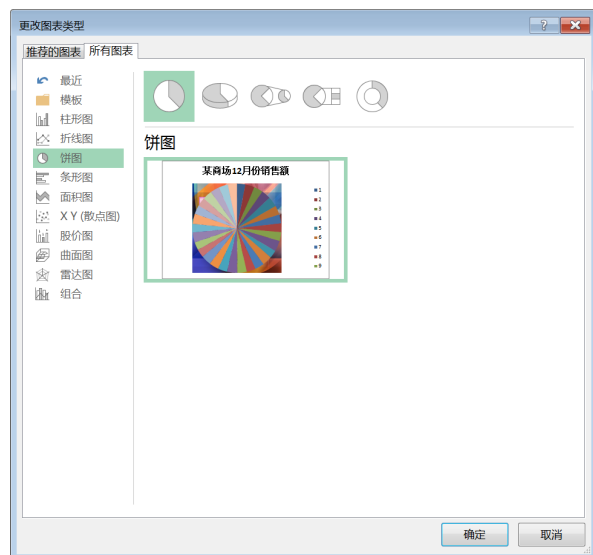 更改图表类型
推荐的图表 所有图表
最近
模板
柱形图
折线图
饼图
条形图
面积图
X Y (散点图)
股价图
曲面图
雷达图
组合
饼图
某商场12月份销售额
1
2
3
4
5
6
7
8
9
确定 取消